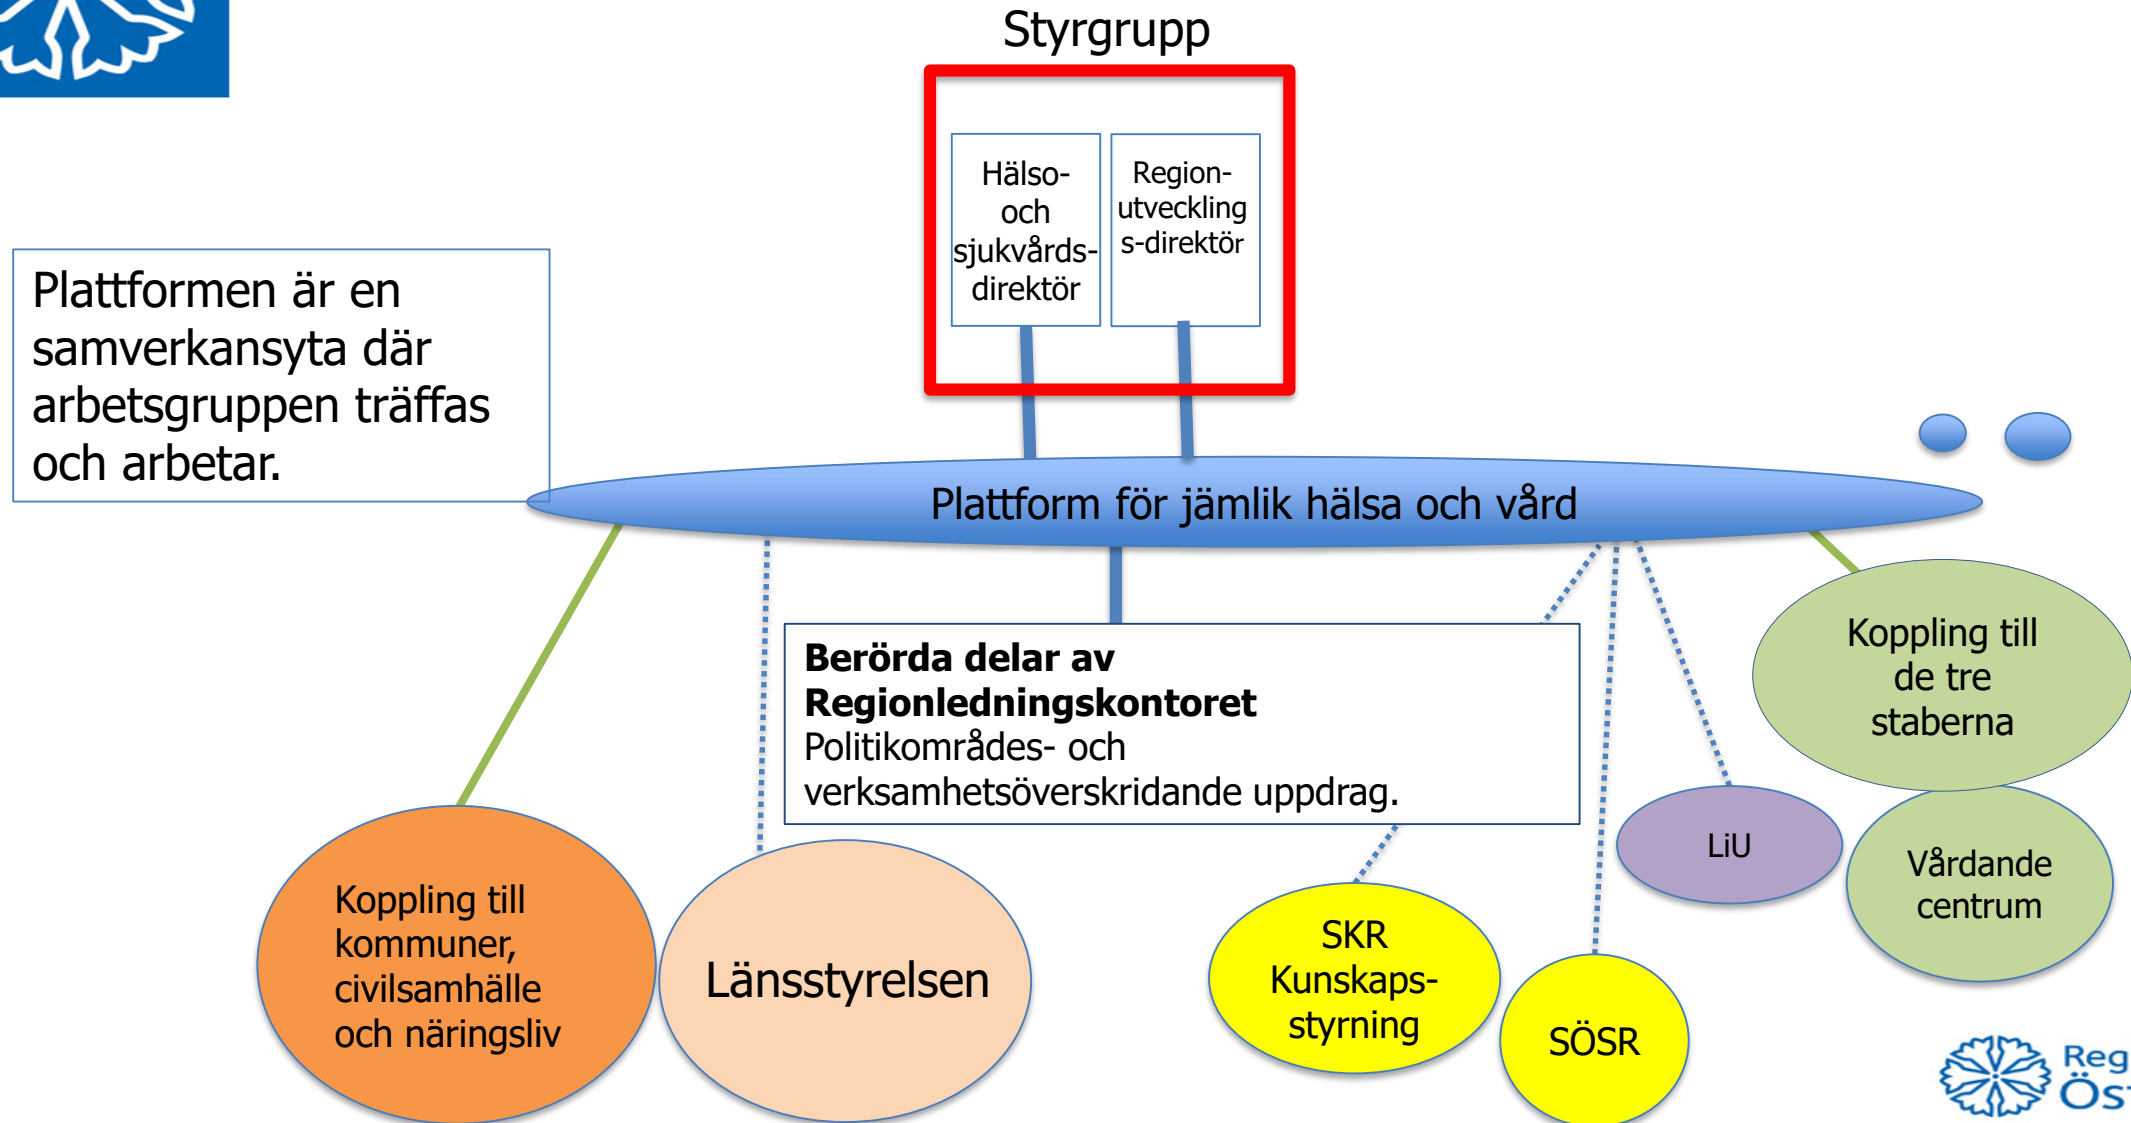 Styrgrupp
Hälso-
och
sjukvårds-
direktör
Region-
utveckling
s-direktör
Plattformen är en
samverkansyta där
arbetsgruppen träffas
och arbetar.
Plattform för jämlik hälsa och vård
Berörda delar av
Regionledningskontoret
Politikområdes- och
verksamhetsöverskridande uppdrag.
Koppling till
de tre
staberna
LiU
Vårdande
centrum
Koppling till
kommuner,
civilsamhälle
och näringsliv
Länsstyrelsen
SKR
Kunskaps-
styrning
SÖSR
Reg
Öst